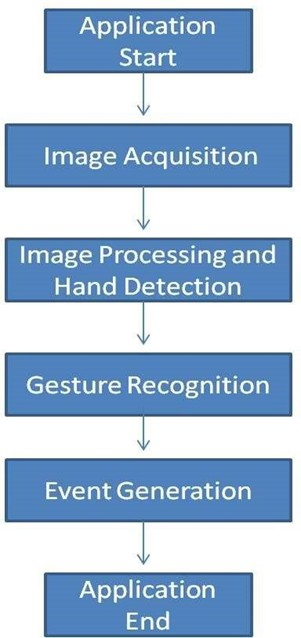 Application
Start
Image Acquisition
Image Processing and
Hand Detection
Gesture Recognition
Event Generation
Application
End